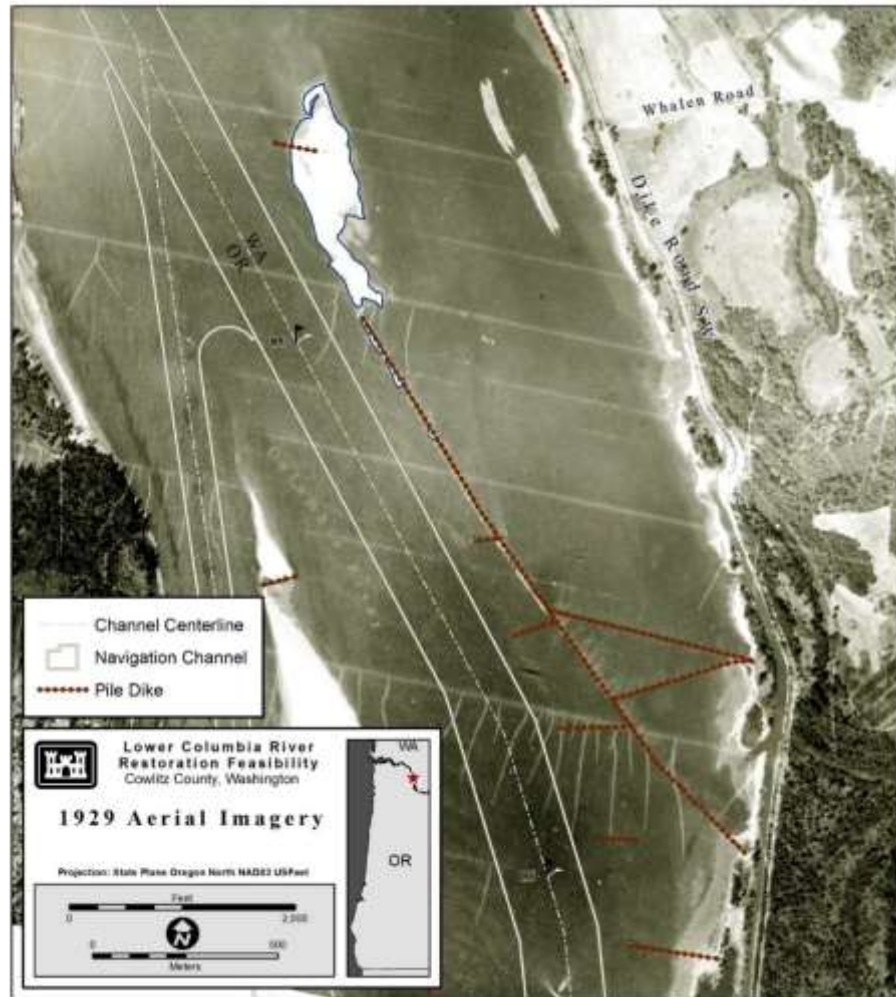 Whalen Road
Dike Road SW
WA
OR
Channel Centerline
Navigation Channel
Pile Dike
Lower Columbia River
Restoration Feasibility
Cowlitz County, Washington
1929 Aerial Imagery
Projection: State Plane Oregon North NAD83 USFeet
Feet
0 2,000
N
0 500
Meters
WA
OR